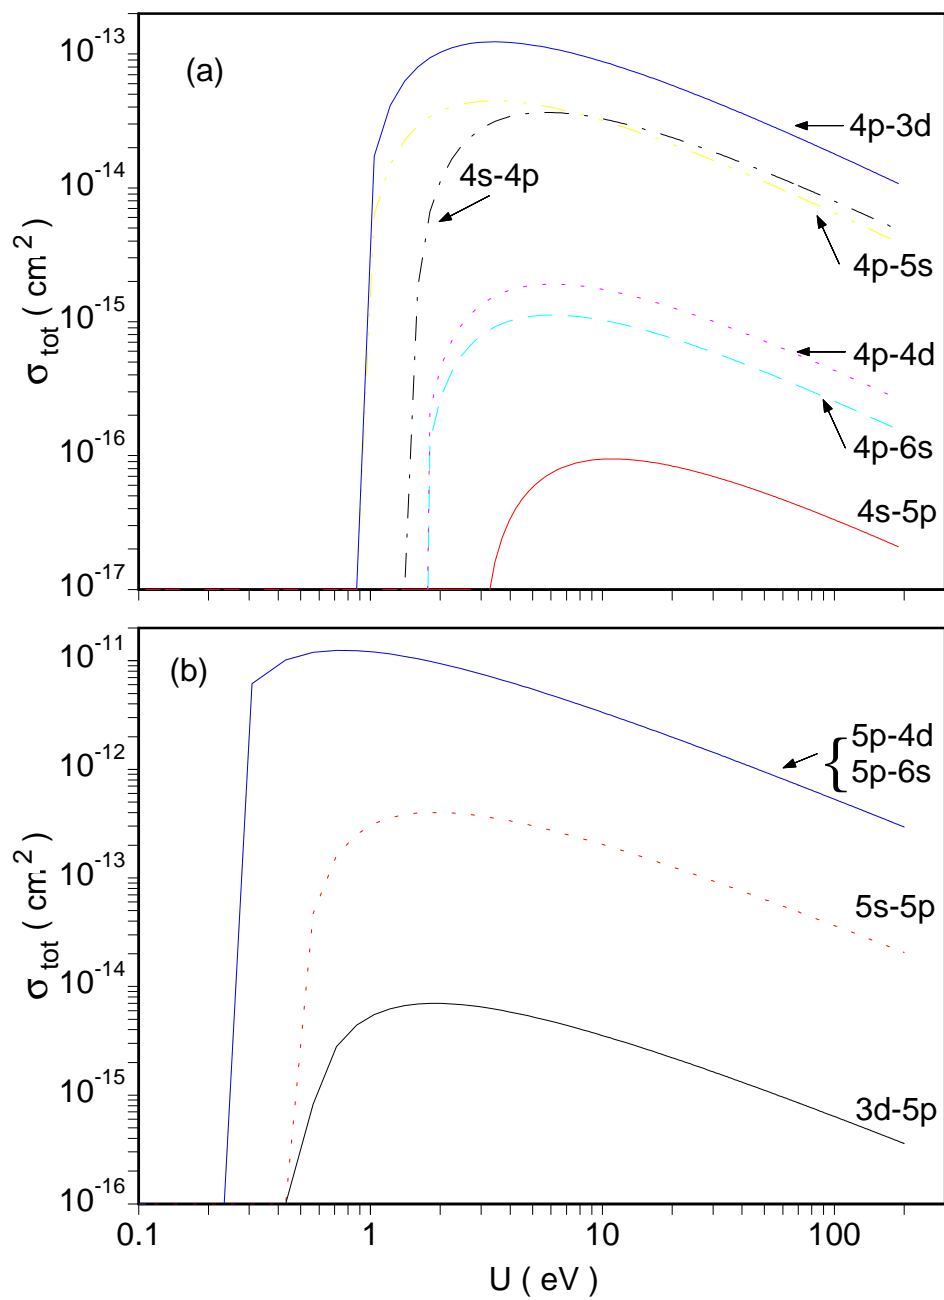 (a)
10^-13
10^-14
10^-15
10^-16
10^-17
σ_tot ( cm^2 )
4p-3d
4s-4p
4p-5s
4p-4d
4p-6s
4s-5p
(b)
10^-11
10^-12
10^-13
10^-14
10^-15
10^-16
σ_tot ( cm^2 )
5p-4d
5p-6s
5s-5p
3d-5p
0.1 1 10 100
U ( eV )